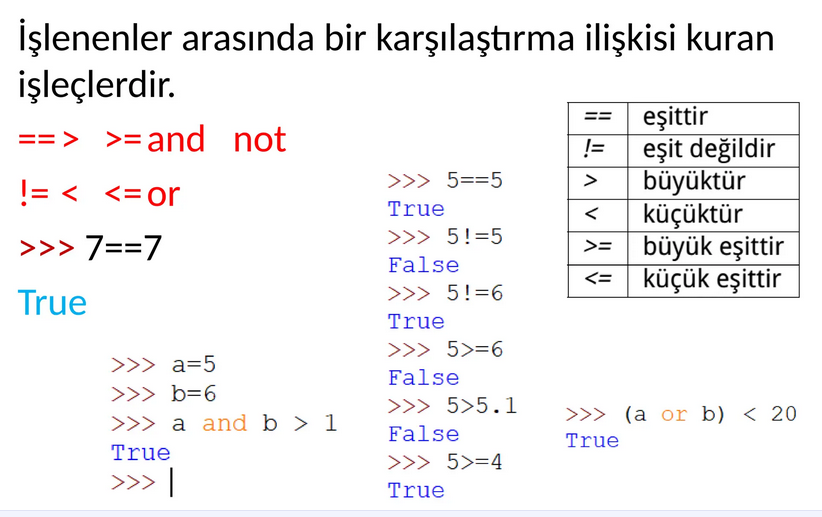 İşlenenler arasında bir karşılaştırma ilişkisi kuran
işleçlerdir.
== > >= and not
!= < <= or
>>> 7==7
True
>>> a=5
>>> b=6
>>> a and b > 1
True
>>>
>>> 5==5
True
>>> 5!=5
False
>>> 5!=6
True
>>> 5>=6
False
>>> 5>5.1
False
>>> 5>=4
True
== eşittir
!= eşit değildir
> büyüktür
< küçüktür
>= büyük eşittir
<= küçük eşittir
>>> (a or b) < 20
True